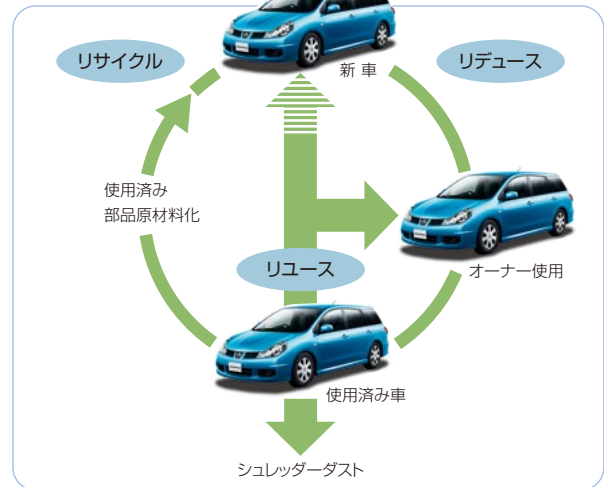 リサイクル
新 車
リデュース
使用済み
部品原材料化
リユース
オーナー使用
使用済み車
シュレッダーダスト